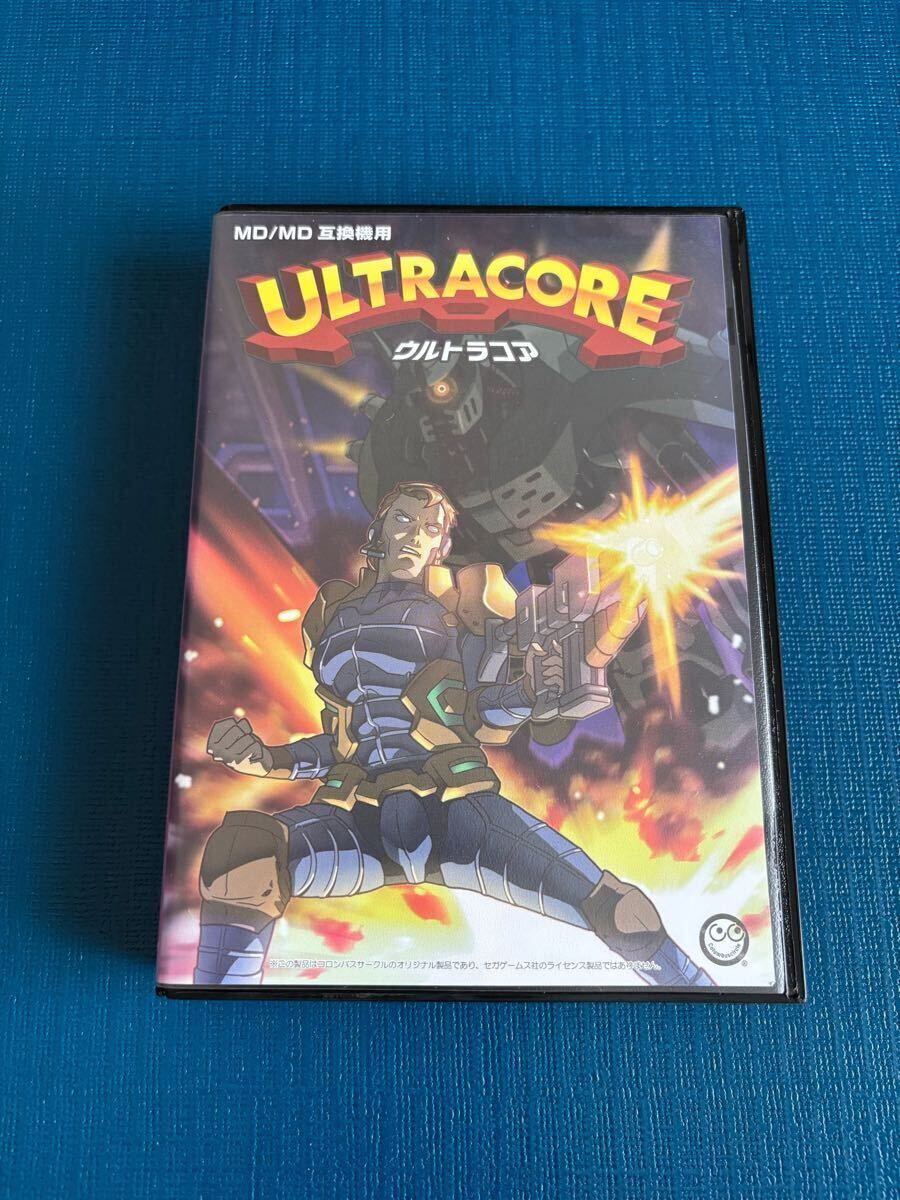 MD/MD 互換機用
ULTRACORE
ウルトラコア
※この製品はコロンバスサークルのオリジナル製品であり、セガゲームス社のライセンス製品ではありません。
Columbuscircle
®